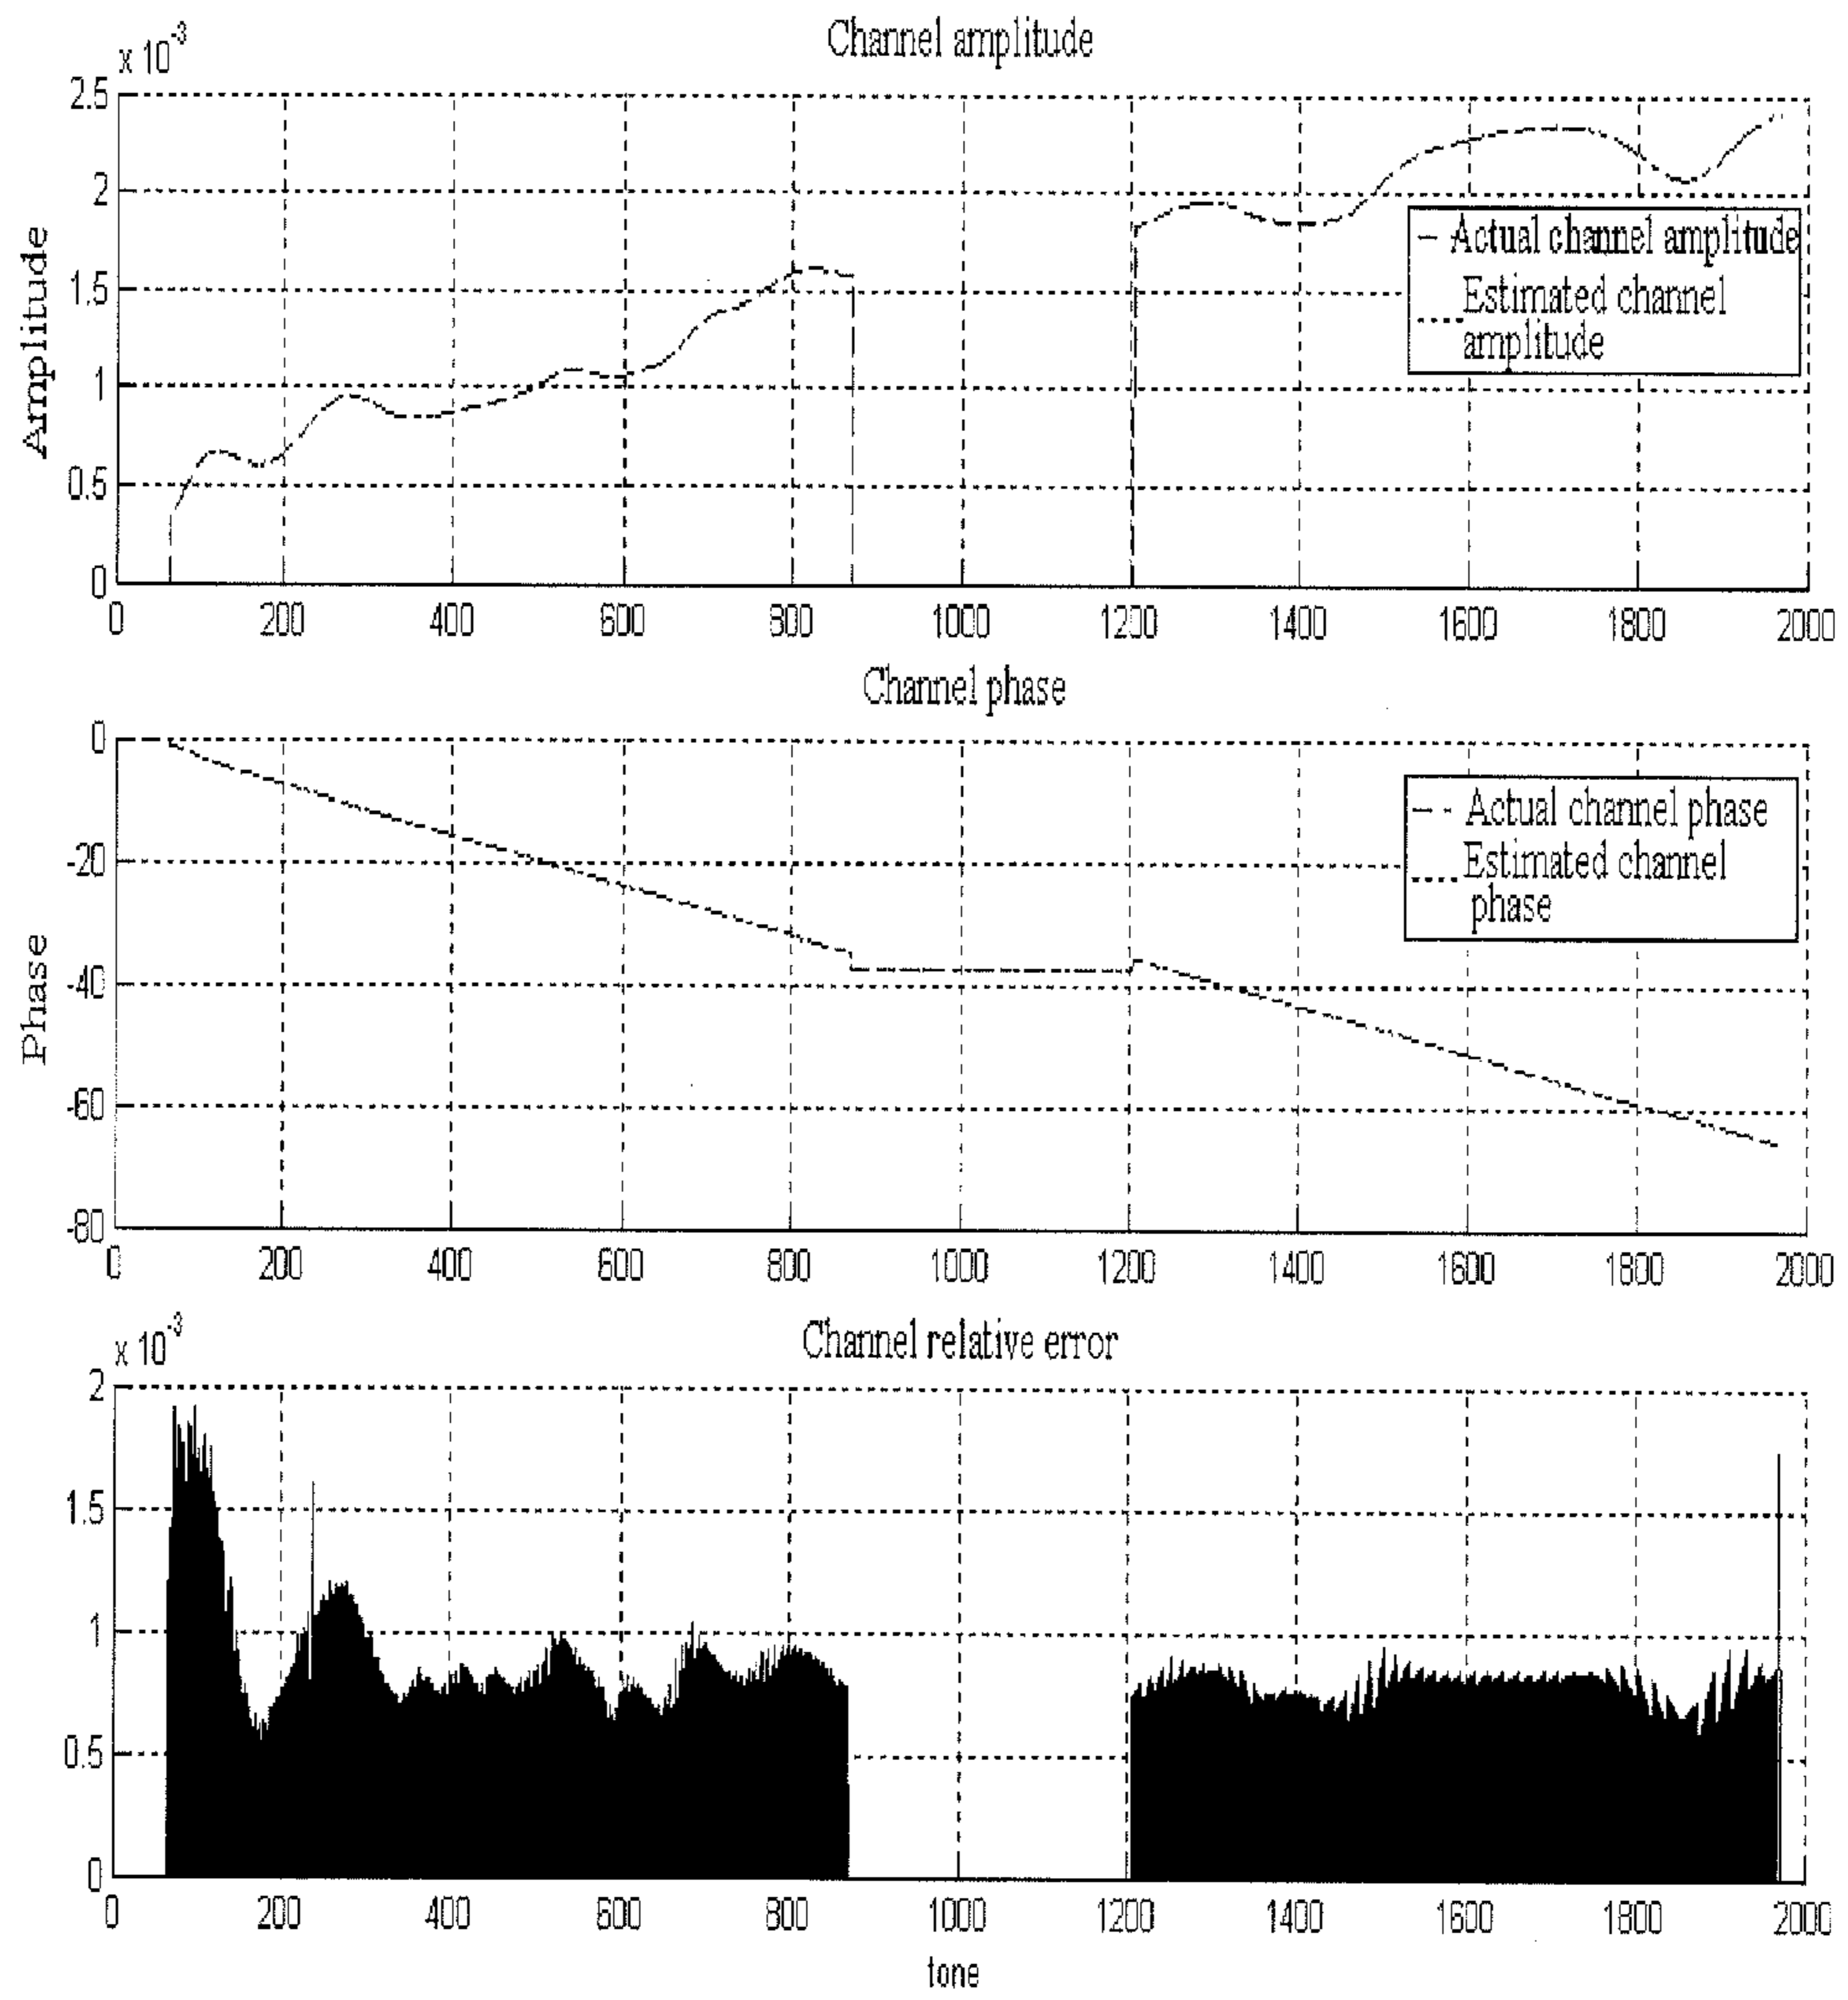 Channel amplitude
x 10-3
2.5
2
1.5
1
0.5
0
Amplitude
- Actual channel amplitude
Estimated channel
amplitude
0 200 400 600 800 1000 1200 1400 1600 1800 2000
Channel phase
0
-20
-40
-60
-80
Phase
Actual channel phase
Estimated channel
phase
0 200 400 600 800 1000 1200 1400 1600 1800 2000
Channel relative error
x 10-3
2
1.5
1
0.5
0
0 200 400 600 800 1000 1200 1400 1600 1800 2000
tone